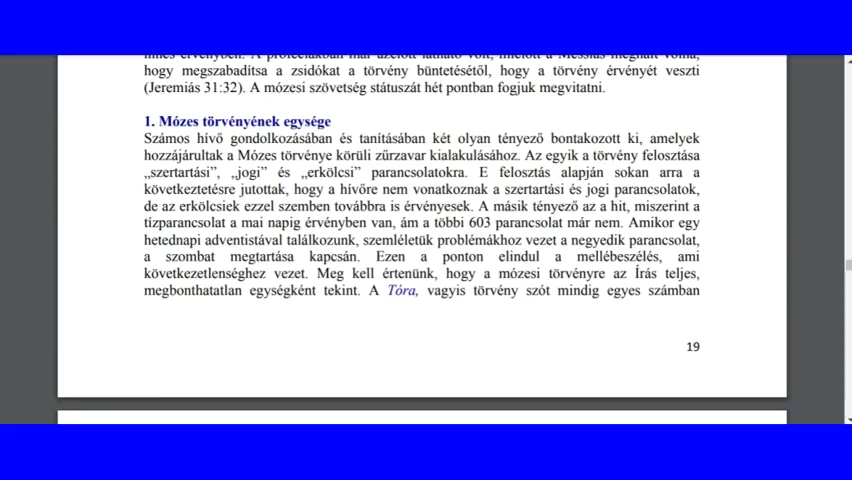 hogy megszabadítsa a zsidókat a törvény büntetésétől, hogy a törvény érvényét veszti
(Jeremiás 31:32). A mózesi szövetség státuszát hét pontban fogjuk megvitatni.
1. Mózes törvényének egysége
Számos hívő gondolkozásában és tanításában két olyan tényező bontakozott ki, amelyek
hozzájárultak a Mózes törvénye körüli zűrzavar kialakulásához. Az egyik a törvény felosztása
„szertartási”, „jogi” és „erkölcsi” parancsolatokra. E felosztás alapján sokan arra a
következtetésre jutottak, hogy a hívőre nem vonatkoznak a szertartási és jogi parancsolatok,
de az erkölcsiek ezzel szemben továbbra is érvényesek. A másik tényező az a hit, miszerint a
tízparancsolat a mai napig érvényben van, ám a többi 603 parancsolat már nem. Amikor egy
hetednapi adventistával találkozunk, szemléletük problémákhoz vezet a negyedik parancsolat,
a szombat megtartása kapcsán. Ezen a ponton elindul a mellébeszélés, ami
következetlenséghez vezet. Meg kell értenünk, hogy a mózesi törvényre az Írás teljes,
megbonthatatlan egységként tekint. A Tóra, vagyis törvény szót mindig egyes számban
19